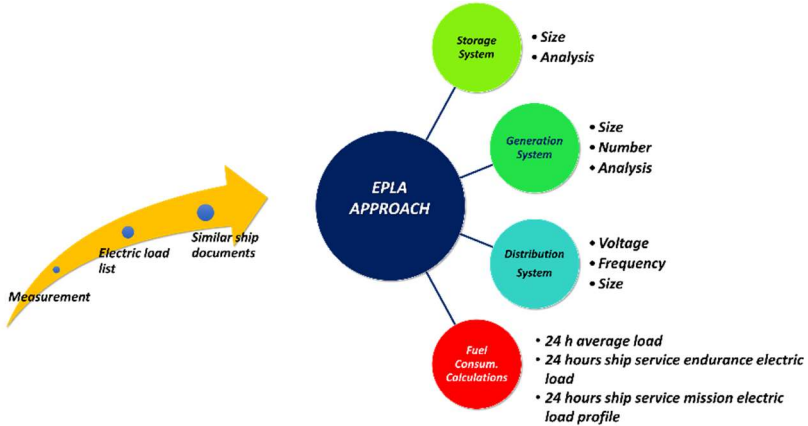 Measurement
Electric load
list
Similar ship
documents
EPLA
APPROACH
Storage
System
• Size
• Analysis
Generation
System
• Size
• Number
• Analysis
Distribution
System
• Voltage
• Frequency
• Size
Fuel
Consum.
Calculations
• 24 h average load
• 24 hours ship service endurance electric
load
• 24 hours ship service mission electric
load profile